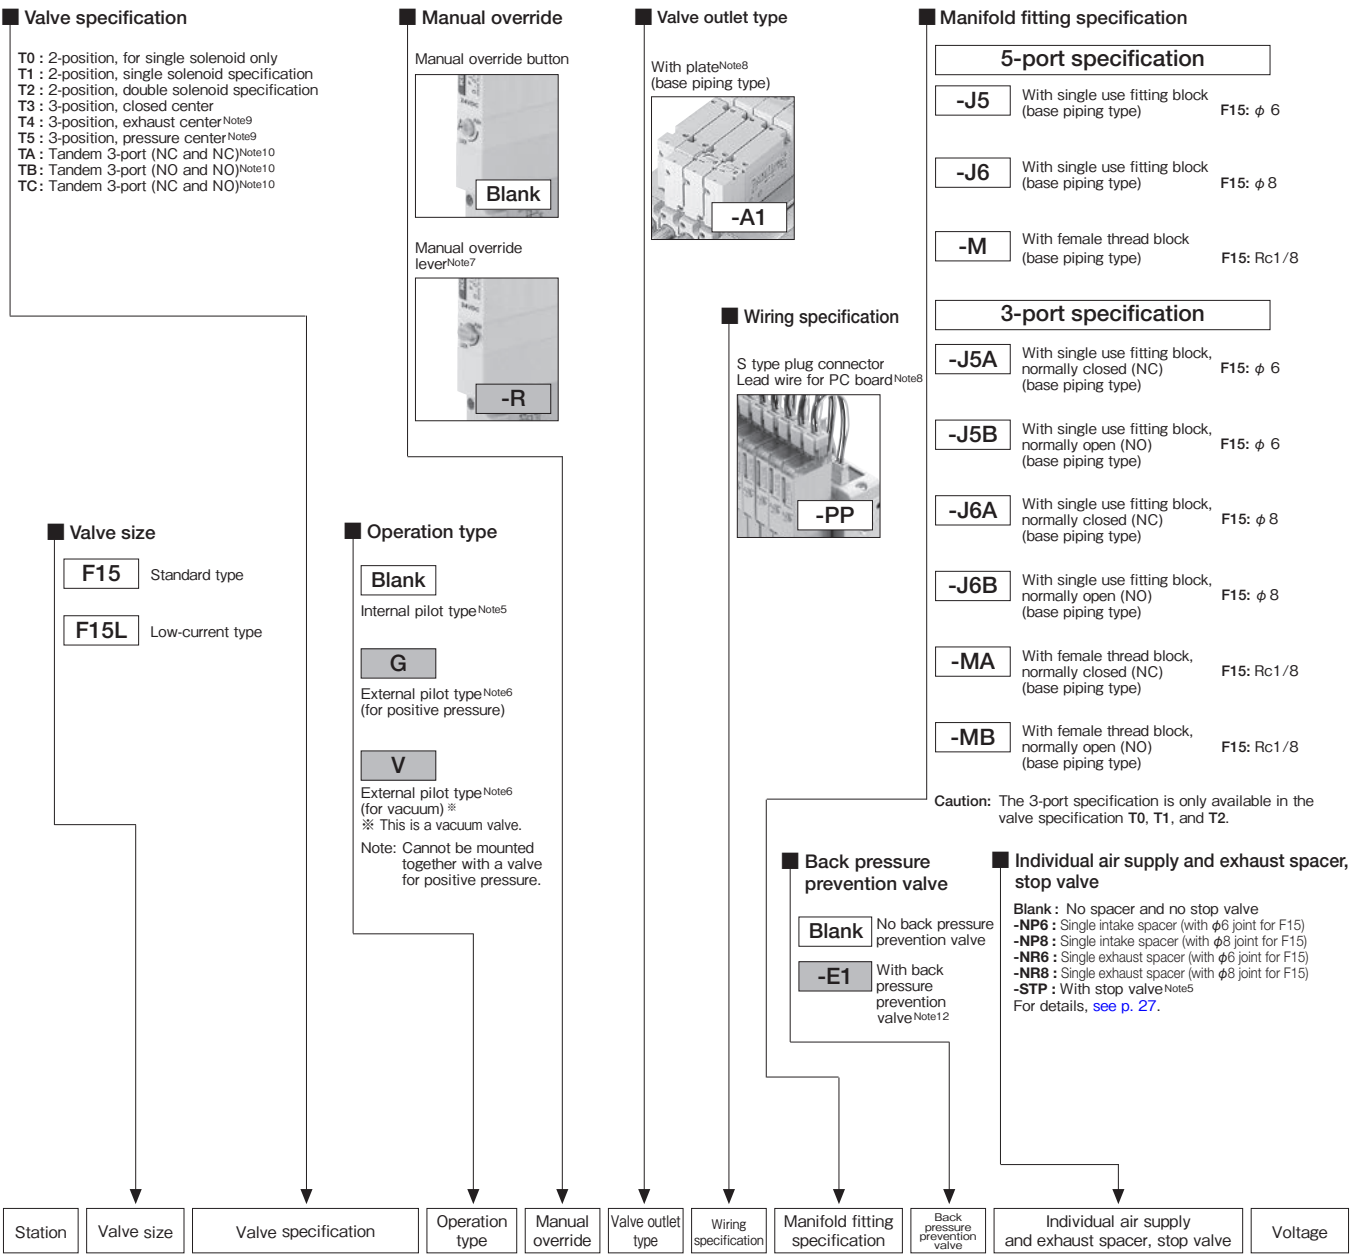 ■ Valve specification
T0 : 2-position, for single solenoid only
T1 : 2-position, single solenoid specification
T2 : 2-position, double solenoid specification
T3 : 3-position, closed center
T4 : 3-position, exhaust center Note9
T5 : 3-position, pressure center Note9
TA : Tandem 3-port (NC and NC) Note10
TB : Tandem 3-port (NO and NO) Note10
TC : Tandem 3-port (NC and NO) Note10
■ Manual override
Manual override button
24VDC
Blank
Manual override
lever Note7
24VDC
-R
■ Valve outlet type
With plate Note8
(base piping type)
-A1
■ Wiring specification
S type plug connector
Lead wire for PC board Note8
-PP
■ Manifold fitting specification
5-port specification
-J5
With single use fitting block
(base piping type)
F15: φ 6
-J6
With single use fitting block
(base piping type)
F15: φ 8
-M
With female thread block
(base piping type)
F15: Rc1/8
3-port specification
-J5A
With single use fitting block,
normally closed (NC)
(base piping type)
F15: φ 6
-J5B
With single use fitting block,
normally open (NO)
(base piping type)
F15: φ 6
-J6A
With single use fitting block,
normally closed (NC)
(base piping type)
F15: φ 8
-J6B
With single use fitting block,
normally open (NO)
(base piping type)
F15: φ 8
-MA
With female thread block,
normally closed (NC)
(base piping type)
F15: Rc1/8
-MB
With female thread block,
normally open (NO)
(base piping type)
F15: Rc1/8
Caution: The 3-port specification is only available in the
valve specification T0, T1, and T2.
■ Valve size
F15 Standard type
F15L Low-current type
■ Operation type
Blank
Internal pilot type Note5
G
External pilot type Note6
(for positive pressure)
V
External pilot type Note6
(for vacuum) ※
※ This is a vacuum valve.
Note: Cannot be mounted
together with a valve
for positive pressure.
■ Back pressure
prevention valve
Blank
No back pressure
prevention valve
-E1
With back
pressure
prevention
valve Note12
■ Individual air supply and exhaust spacer,
stop valve
Blank : No spacer and no stop valve
-NP6 : Single intake spacer (with φ6 joint for F15)
-NP8 : Single intake spacer (with φ8 joint for F15)
-NR6 : Single exhaust spacer (with φ6 joint for F15)
-NR8 : Single exhaust spacer (with φ8 joint for F15)
-STP : With stop valve Note5
For details, see p. 27.
Station
Valve size
Valve specification
Operation
type
Manual
override
Valve outlet
type
Wiring
specification
Manifold fitting
specification
Back
pressure
prevention
valve
Individual air supply
and exhaust spacer, stop valve
Voltage